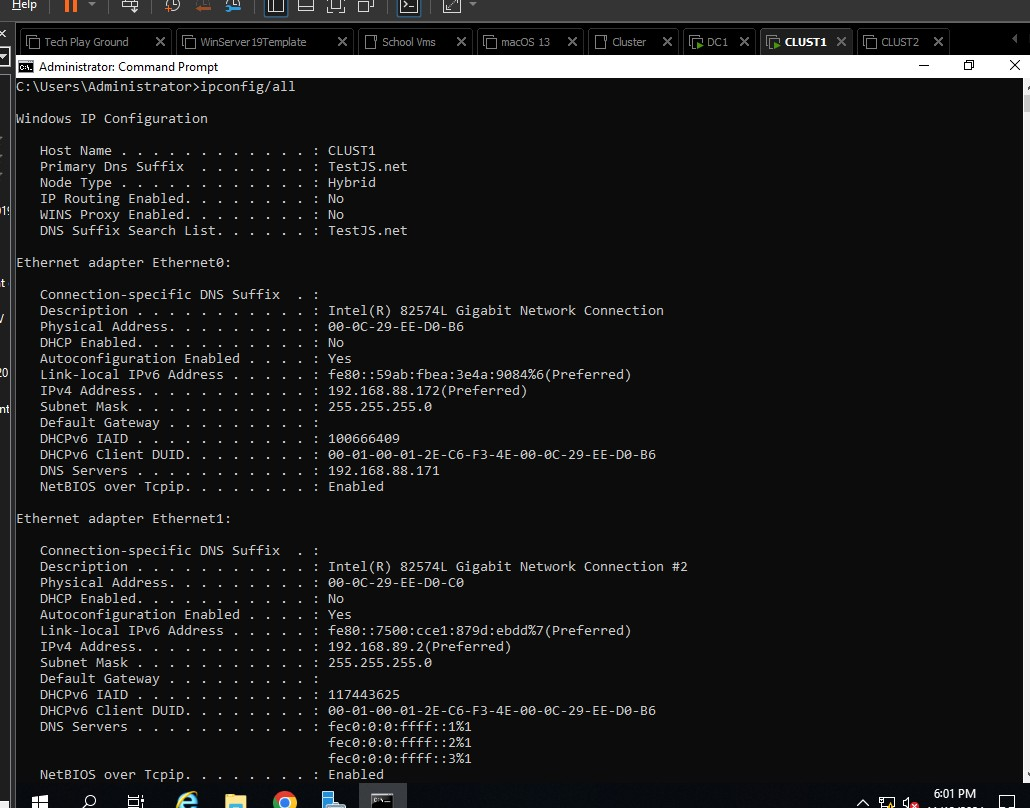 Help
Tech Play Ground
WinServer19Template
School Vms
macOS 13
Cluster
DC1
CLUST1
CLUST2
Administrator: Command Prompt
C:\Users\Administrator>ipconfig/all
Windows IP Configuration
Host Name . . . . . . . . . . . . : CLUST1
Primary Dns Suffix  . . . . . . . : TestJS.net
Node Type . . . . . . . . . . . . : Hybrid
IP Routing Enabled. . . . . . . . : No
WINS Proxy Enabled. . . . . . . . : No
DNS Suffix Search List. . . . . . : TestJS.net
Ethernet adapter Ethernet0:
Connection-specific DNS Suffix  . :
Description . . . . . . . . . . . : Intel(R) 82574L Gigabit Network Connection
Physical Address. . . . . . . . . : 00-0C-29-EE-D0-B6
DHCP Enabled. . . . . . . . . . . : No
Autoconfiguration Enabled . . . . : Yes
Link-local IPv6 Address . . . . . : fe80::59ab:fbea:3e4a:9084%6(Preferred)
IPv4 Address. . . . . . . . . . . : 192.168.88.172(Preferred)
Subnet Mask . . . . . . . . . . . : 255.255.255.0
Default Gateway . . . . . . . . . :
DHCPv6 IAID . . . . . . . . . . . : 100666409
DHCPv6 Client DUID. . . . . . . . : 00-01-00-01-2E-C6-F3-4E-00-0C-29-EE-D0-B6
DNS Servers . . . . . . . . . . . : 192.168.88.171
NetBIOS over Tcpip. . . . . . . . : Enabled
Ethernet adapter Ethernet1:
Connection-specific DNS Suffix  . :
Description . . . . . . . . . . . : Intel(R) 82574L Gigabit Network Connection #2
Physical Address. . . . . . . . . : 00-0C-29-EE-D0-C0
DHCP Enabled. . . . . . . . . . . : No
Autoconfiguration Enabled . . . . : Yes
Link-local IPv6 Address . . . . . : fe80::7500:cce1:879d:ebdd%7(Preferred)
IPv4 Address. . . . . . . . . . . : 192.168.89.2(Preferred)
Subnet Mask . . . . . . . . . . . : 255.255.255.0
Default Gateway . . . . . . . . . :
DHCPv6 IAID . . . . . . . . . . . : 117443625
DHCPv6 Client DUID. . . . . . . . : 00-01-00-01-2E-C6-F3-4E-00-0C-29-EE-D0-B6
DNS Servers . . . . . . . . . . . : fec0:0:0:ffff::1%1
fec0:0:0:ffff::2%1
fec0:0:0:ffff::3%1
NetBIOS over Tcpip. . . . . . . . : Enabled
6:01 PM